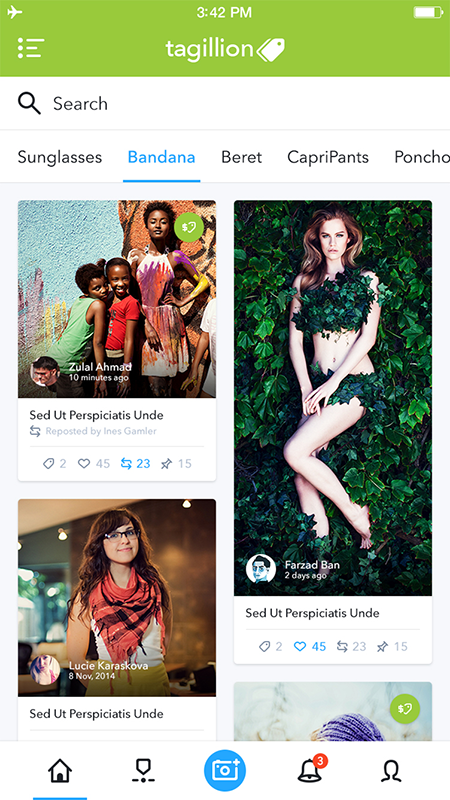 3:42 PM
tagillion
Search
Sunglasses Bandana Beret CapriPants Poncho
$
Zulal Ahmad
10 minutes ago
Sed Ut Perspiciatis Unde
Reposted by Ines Gamler
2 45 23 15
Farzad Ban
2 days ago
Sed Ut Perspiciatis Unde
2 45 23 15
Lucie Karaskova
8 Nov, 2014
Sed Ut Perspiciatis Unde
$
3